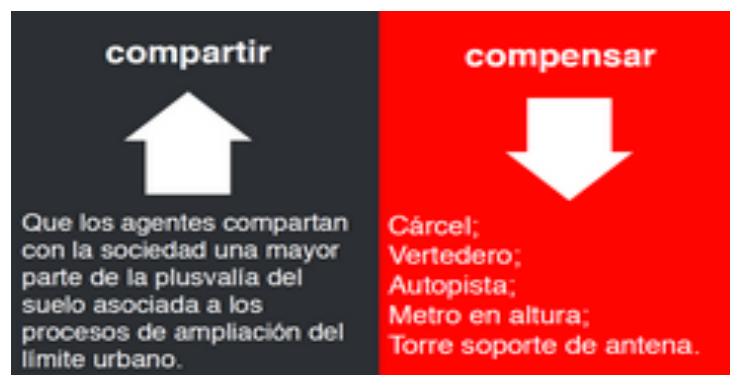 compartir
Que los agentes compartan
con la sociedad una mayor
parte de la plusvalía del
suelo asociada a los
procesos de ampliación del
límite urbano.
compensar
Cárcel;
Vertedero;
Autopista;
Metro en altura;
Torre soporte de antena.